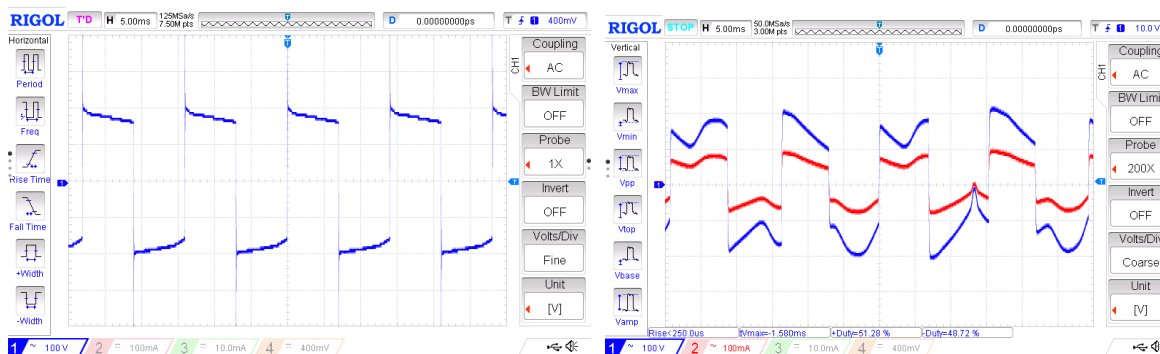 RIGOL T'D H 5.00ms 125MSa/s 7.50M pts D 0.00000000ps T 1 400mV
Horizontal
Period
Freq
Rise Time
Fall Time
+Width
-Width
1
T
T
CH1
Coupling
AC
BW Limit
OFF
Probe
1X
Invert
OFF
Volts/Div
Fine
Unit
[V]
1 ~ 100 V 2 = 100mA 3 = 10.0mA 4 = 400mV
RIGOL STOP H 5.00ms 50.0MSa/s 3.00M pts D 0.00000000ps T 1 10.0 V
Vertical
Vmax
Vmin
Vpp
Vtop
Vbase
Vamp
1
T
T
CH1
Coupling
AC
BW Limi
OFF
Probe
200X
Invert
OFF
Volts/Div
Coarse
Unit
[V]
Rise<250.0us tVmax=-1.580ms +Duty=51.28 % -Duty=48.72 %
1 ~ 100 V 2 ~ 100mA 3 = 10.0mA 4 = 400mV